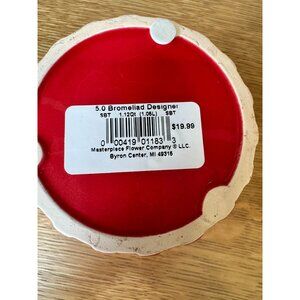 5.0 Bromeliad Designer
SBT 1.12Qt (1.06L) SBT
$19.99
0 00419 01183 3
Masterpiece Flower Company ® LLC.
Byron Center, MI 49315